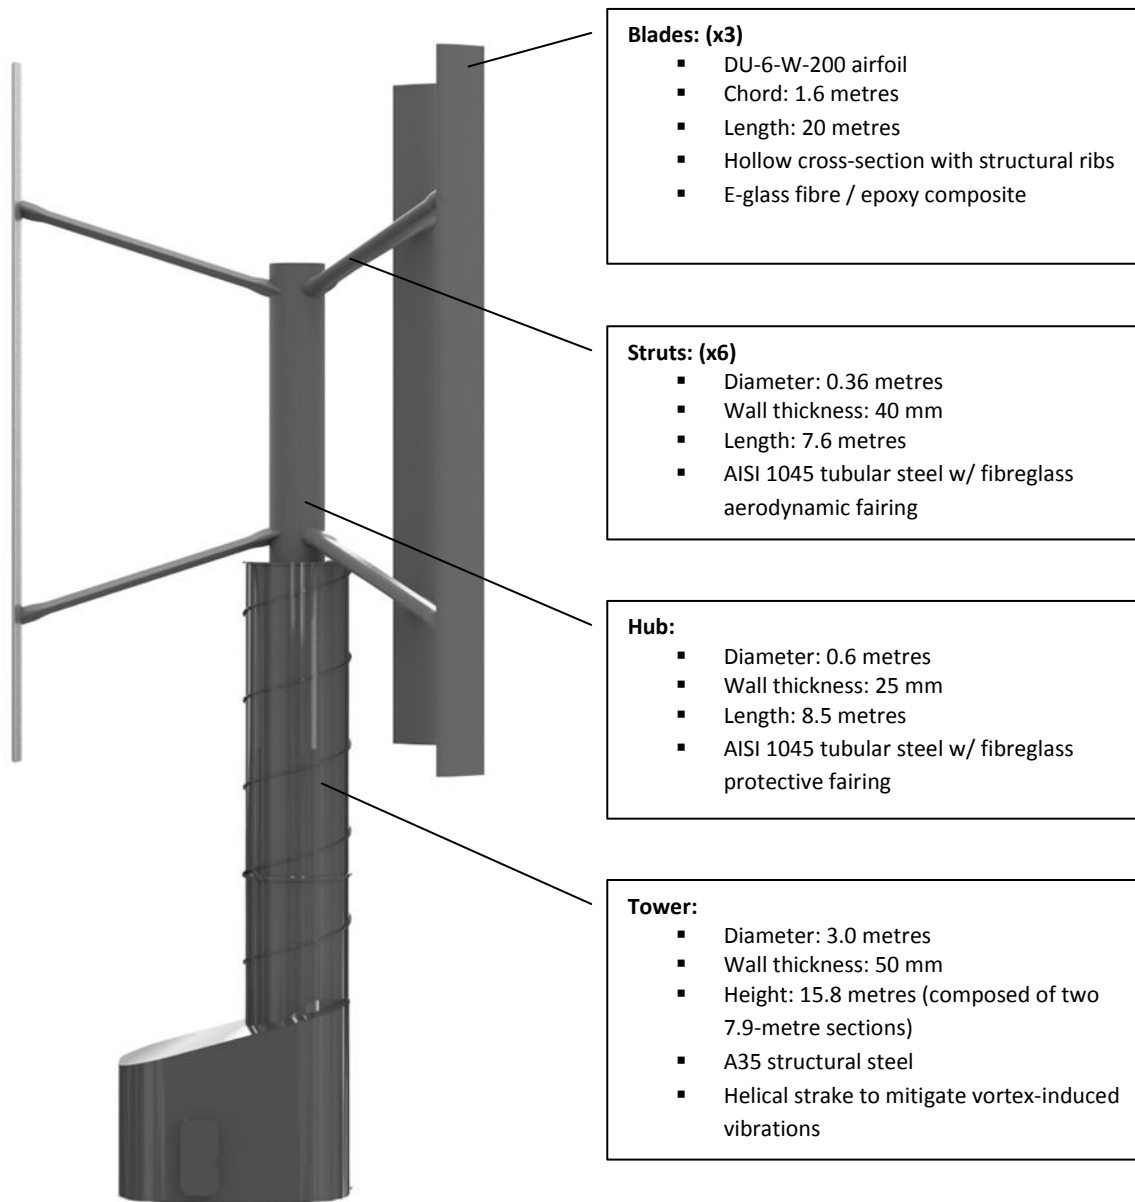 Blades: (x3)
▪ DU-6-W-200 airfoil
▪ Chord: 1.6 metres
▪ Length: 20 metres
▪ Hollow cross-section with structural ribs
▪ E-glass fibre / epoxy composite
Struts: (x6)
▪ Diameter: 0.36 metres
▪ Wall thickness: 40 mm
▪ Length: 7.6 metres
▪ AISI 1045 tubular steel w/ fibreglass
aerodynamic fairing
Hub:
▪ Diameter: 0.6 metres
▪ Wall thickness: 25 mm
▪ Length: 8.5 metres
▪ AISI 1045 tubular steel w/ fibreglass
protective fairing
Tower:
▪ Diameter: 3.0 metres
▪ Wall thickness: 50 mm
▪ Height: 15.8 metres (composed of two
7.9-metre sections)
▪ A35 structural steel
▪ Helical strake to mitigate vortex-induced
vibrations